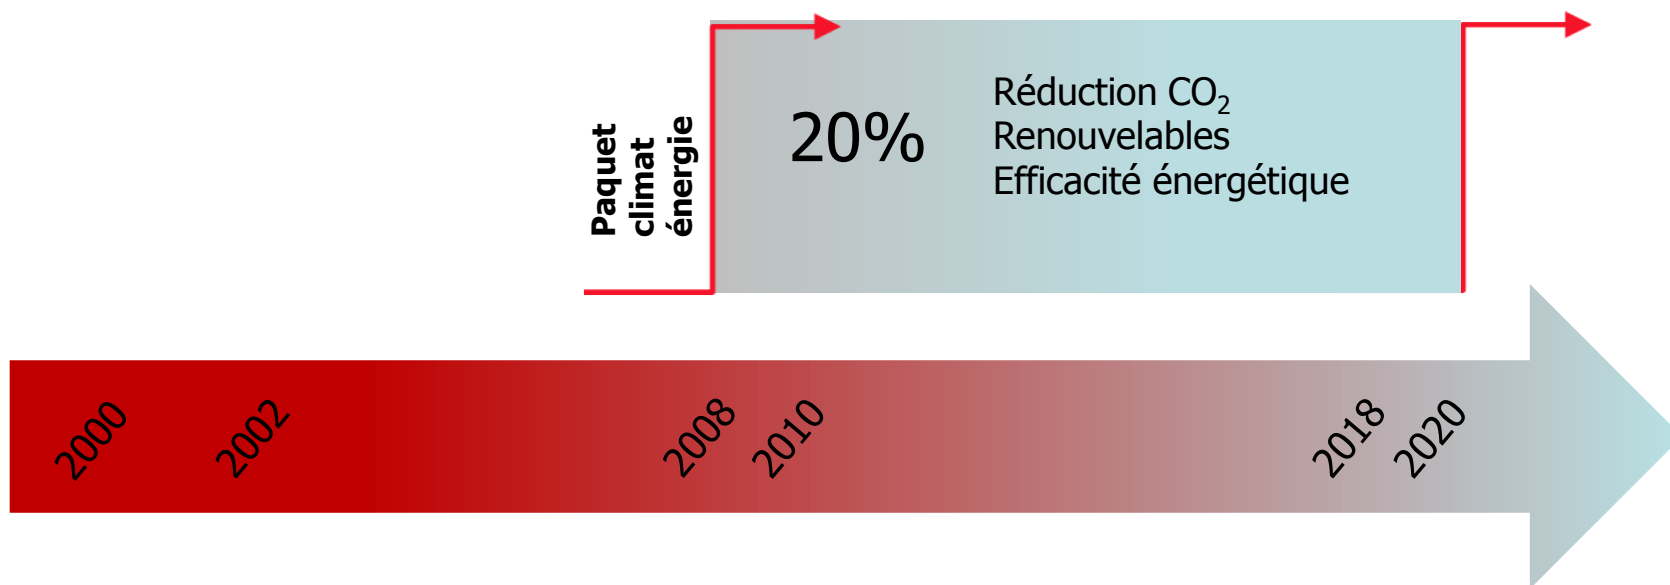 Paquet
climat
énergie
20%
Réduction CO₂
Renouvelables
Efficacité énergétique
2000
2002
2008
2010
2018
2020